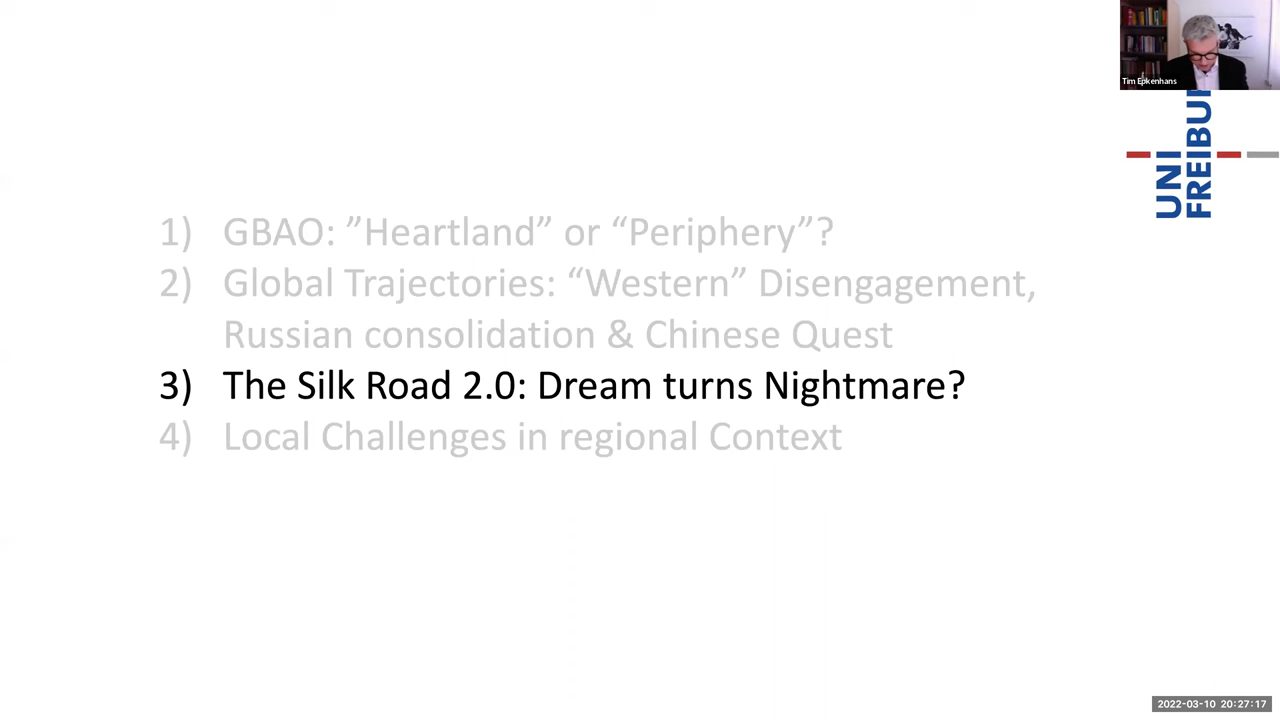 Tim Epkenhans
UNI
FREIBU
1) GBAO: ”Heartland” or “Periphery”?
2) Global Trajectories: “Western” Disengagement,
Russian consolidation & Chinese Quest
3) The Silk Road 2.0: Dream turns Nightmare?
4) Local Challenges in regional Context
2022-03-10 20:27:17